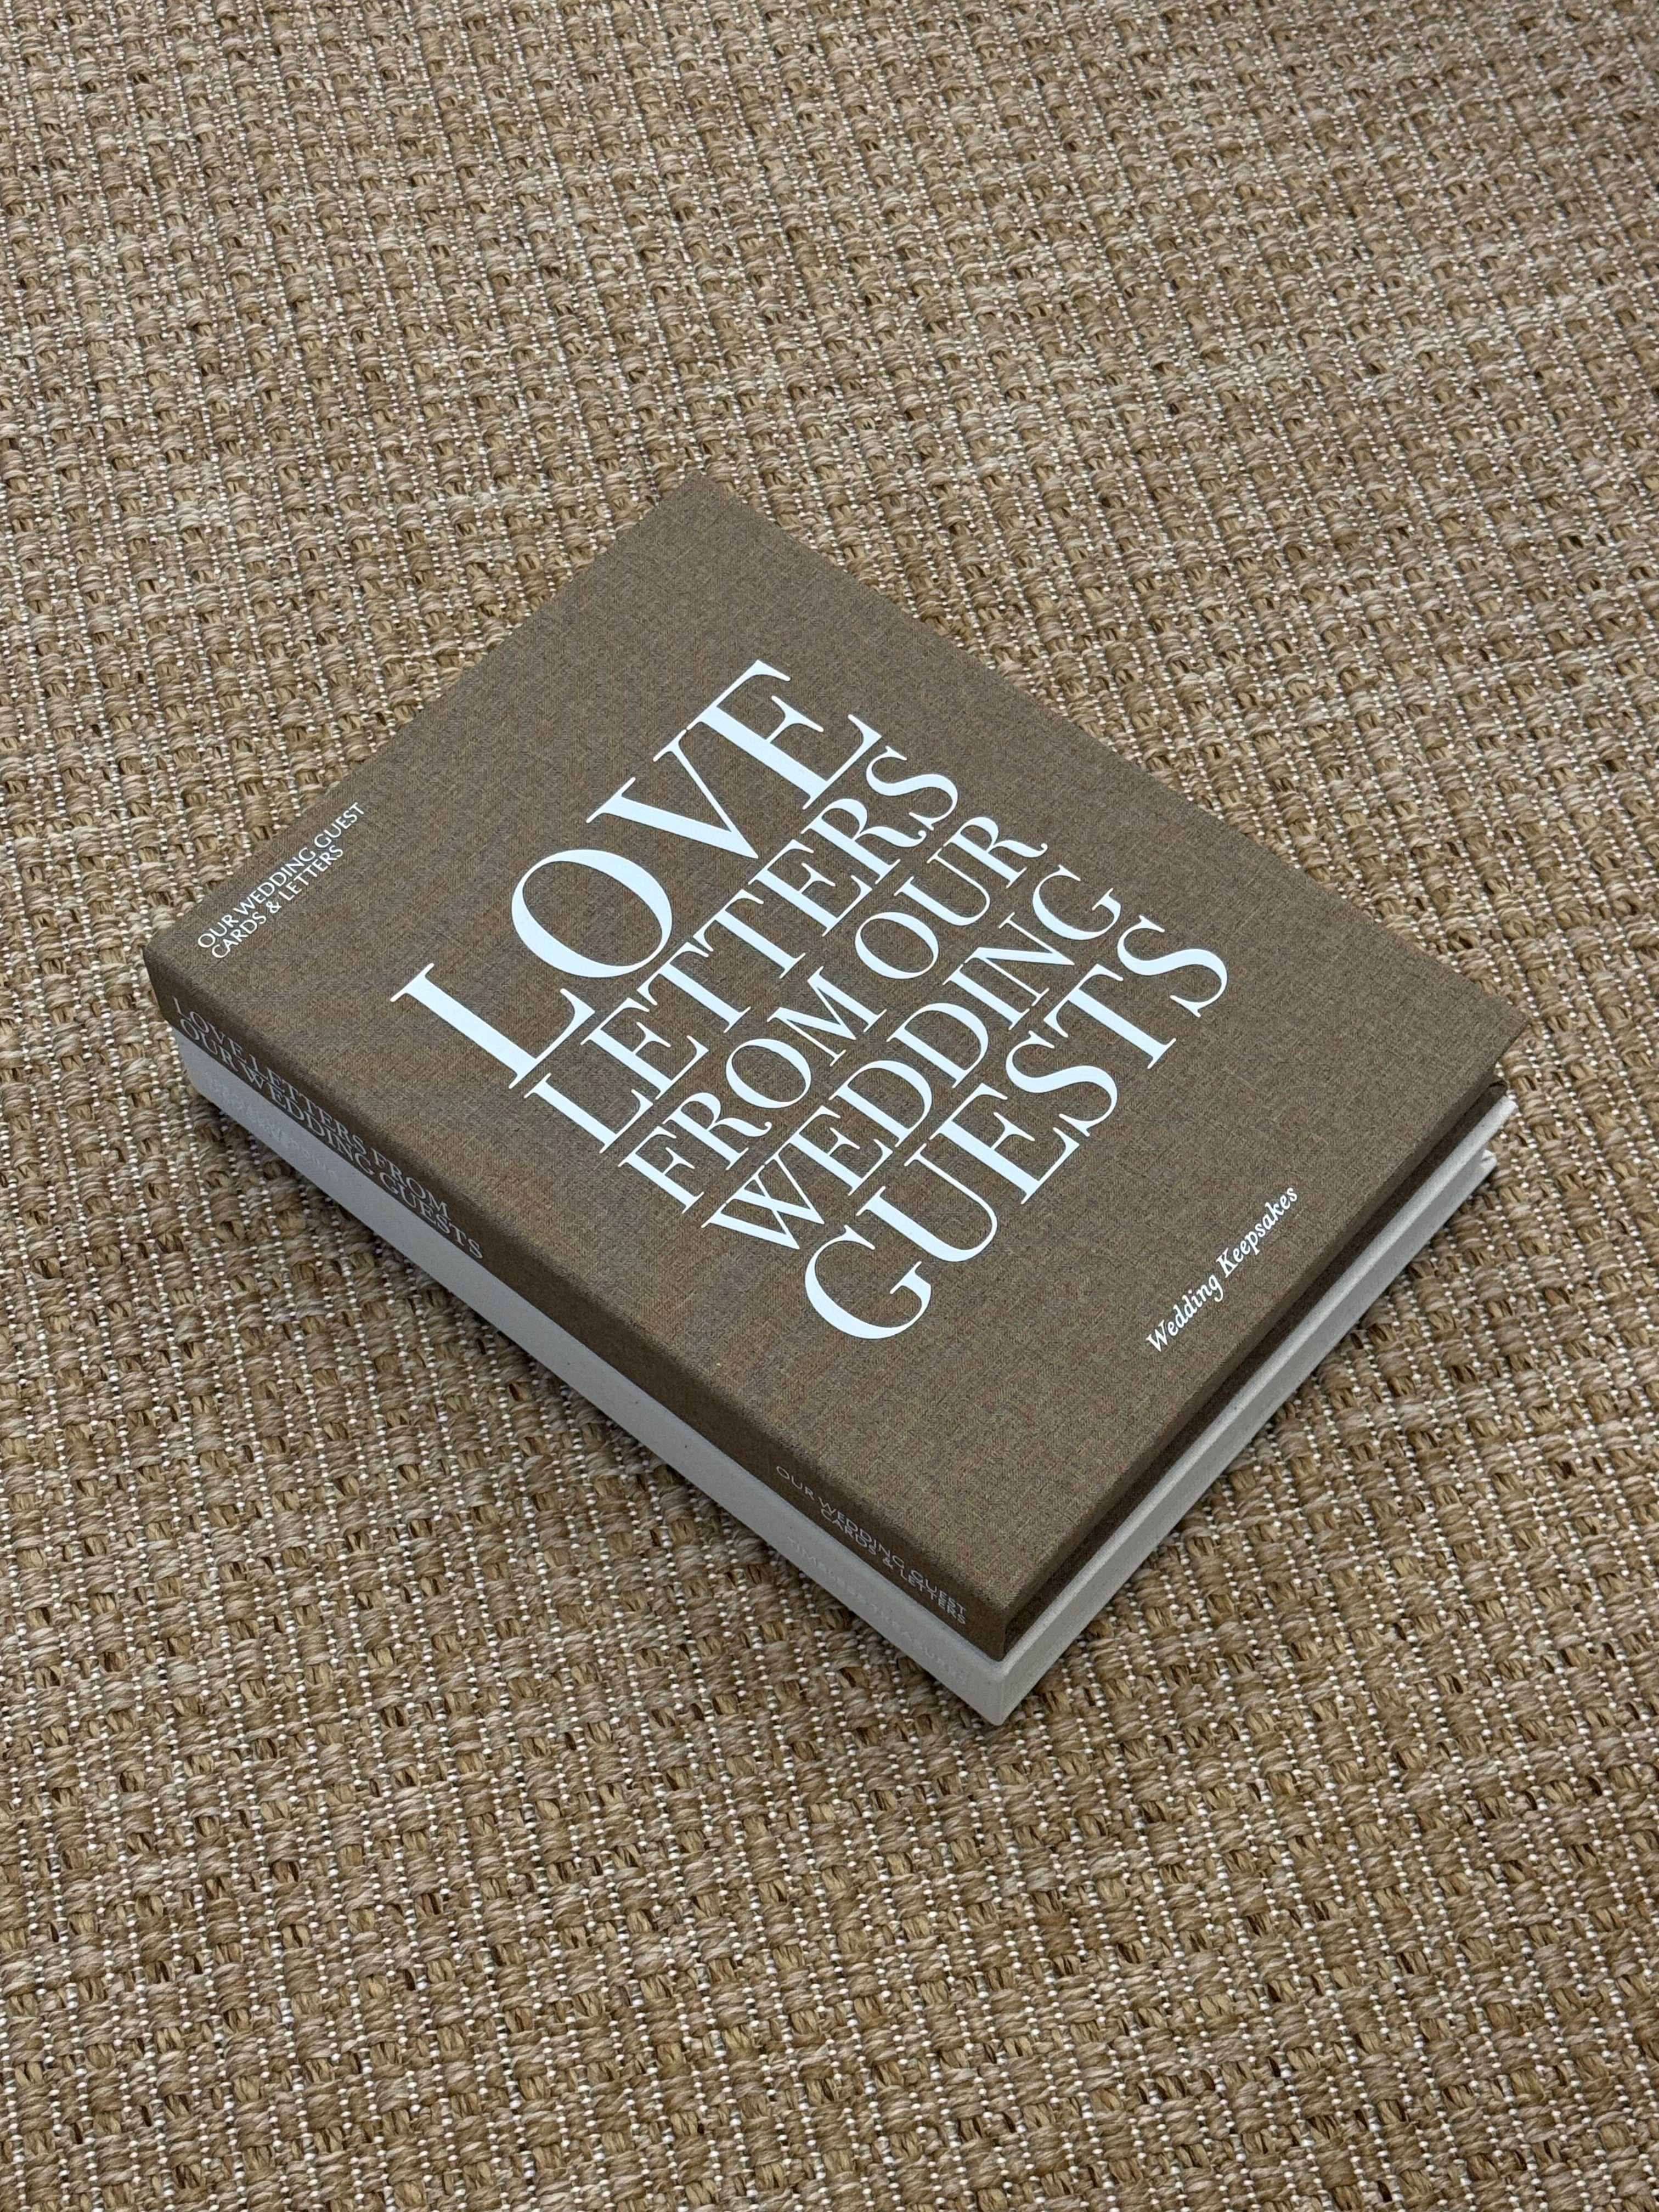 OUR WEDDING GUEST
CARDS & LETTERS
LOVE
LETTERS
FROM OUR
WEDDING
GUESTS
Wedding Keepsakes
LOVE LETTERS FROM
OUR WEDDING GUESTS
OUR WEDDING GUEST
CARDS & LETTERS